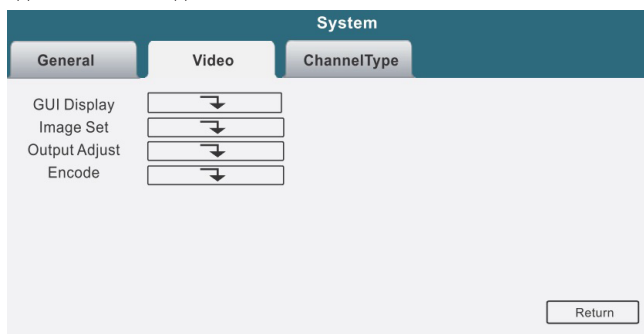 System
General Video ChannelType
GUI Display
Image Set
Output Adjust
Encode
Return